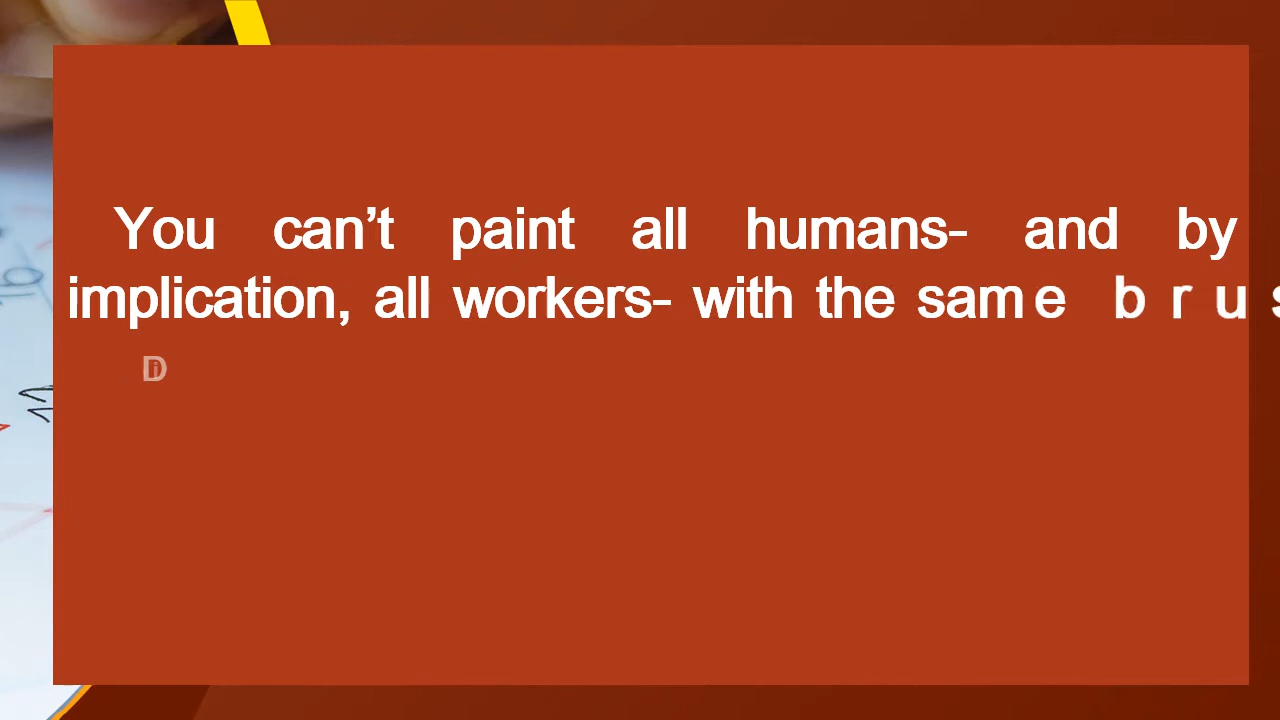 You can’t paint all humans- and by
implication, all workers- with the same brus